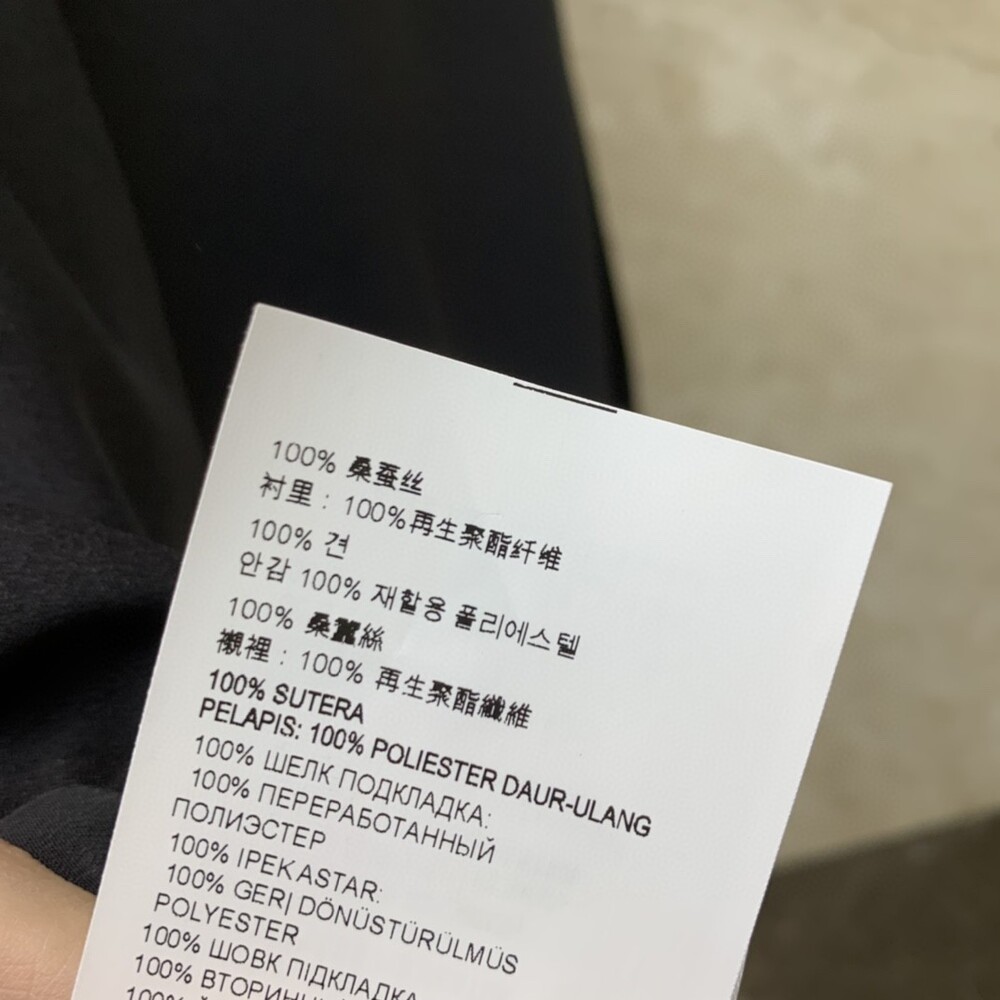 100% 桑蚕丝
衬里：100%再生聚酯纤维
100% 견
안감 100% 재할용 폴리에스텔
100% 桑蠶絲
襯裡：100% 再生聚酯纖維
100% SUTERA
PELAPIS: 100% POLIESTER DAUR-ULANG
100% ШЕЛК ПОДКЛАДКА:
100% ПЕРЕРАБОТАННЫЙ
ПОЛИЭСТЕР
100% IPEK ASTAR:
100% GERI DÖNÜSTÜRÜLMÜS
POLYESTER
100% ШОВК ПІДКЛАДКА
100%
100%